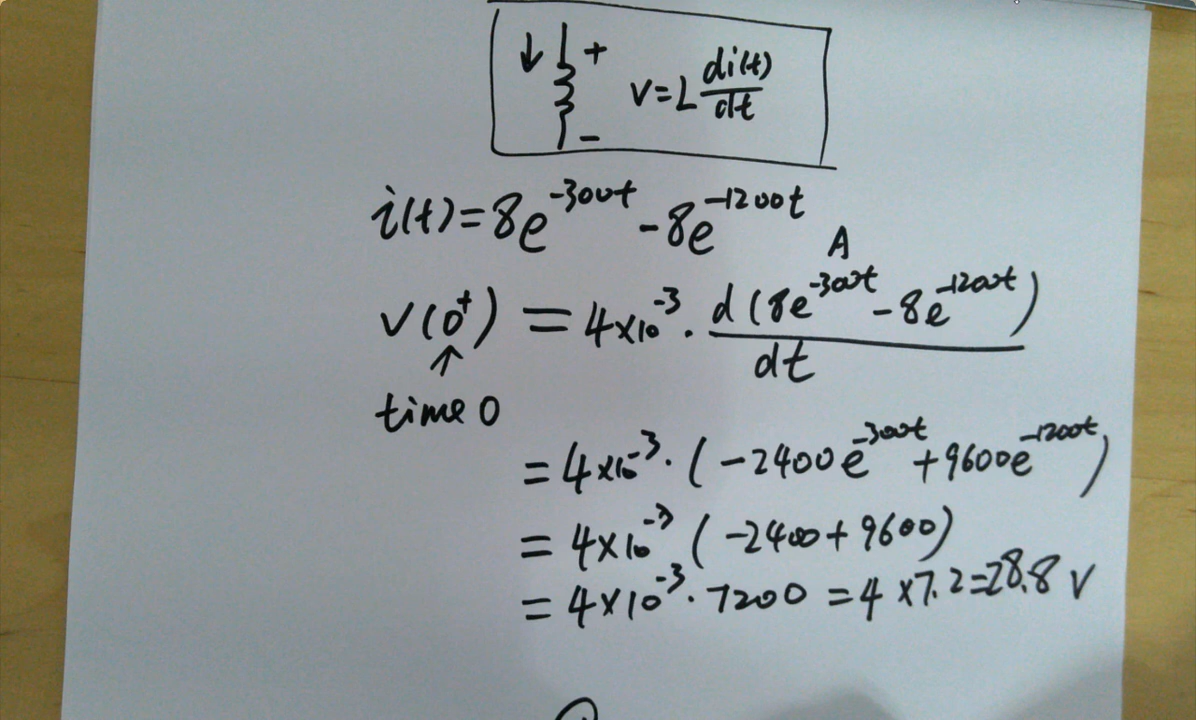 ↓ + V=L di(t)/dt
-
i(t)=8e^-300t -8e^-1200t A
V(0+) = 4×10^-3 · d(8e^-300t -8e^-1200t)/dt
↑
time 0
= 4×10^-3 · (-2400e^-300t +9600e^-1200t)
= 4×10^-3 (-2400+9600)
= 4×10^-3 · 7200 = 4×7.2=28.8 V